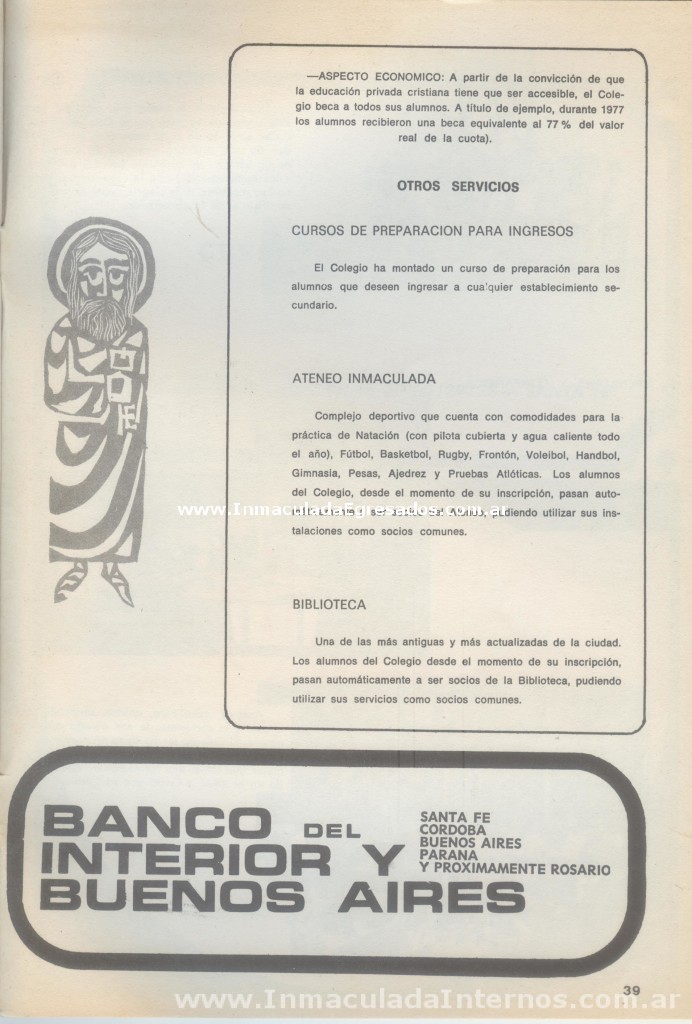 —ASPECTO ECONOMICO: A partir de la convicción de que
la educación privada cristiana tiene que ser accesible, el Cole-
gio beca a todos sus alumnos. A título de ejemplo, durante 1977
los alumnos recibieron una beca equivalente al 77 % del valor
real de la cuota).
OTROS SERVICIOS
CURSOS DE PREPARACION PARA INGRESOS
El Colegio ha montado un curso de preparación para los
alumnos que deseen ingresar a cualquier establecimiento se-
cundario.
ATENEO INMACULADA
Complejo deportivo que cuenta con comodidades para la
práctica de Natación (con pilota cubierta y agua caliente todo
el año), Fútbol, Basketbol, Rugby, Frontón, Voleibol, Handbol,
Gimnasia, Pesas, Ajedrez y Pruebas Atlóticas. Los alumnos
del Colegio, desde el momento de su inscripción, pasan auto-
www.InmaculadaEgresados.com.ar
del Ateneo, pudiendo utilizar sus ins-
talaciones como socios comunes.
BIBLIOTECA
Una de las más antiguas y más actualizadas de la ciudad.
Los alumnos del Colegio desde el momento de su inscripción,
pasan automáticamente a ser socios de la Biblioteca, pudiendo
utilizar sus servicios como socios comunes.
BANCO DEL
INTERIOR Y
BUENOS AIRES
SANTA FE
CORDOBA
BUENOS AIRES
PARANA
Y PROXIMAMENTE ROSARIO
39
www.InmaculadaInternos.com.ar